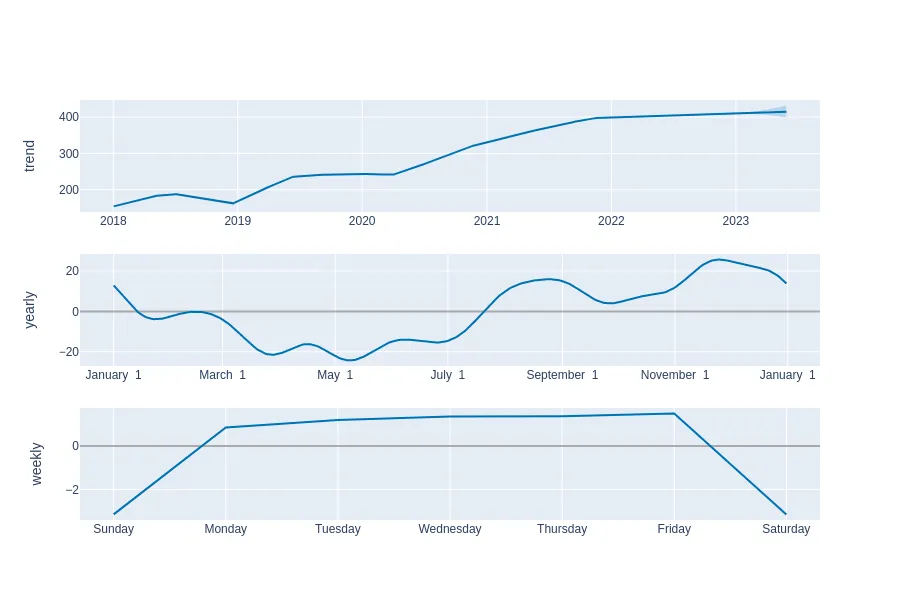 trend
400
300
200
2018 2019 2020 2021 2022 2023
yearly
20
0
−20
January 1 March 1 May 1 July 1 September 1 November 1 January 1
weekly
0
−2
Sunday Monday Tuesday Wednesday Thursday Friday Saturday